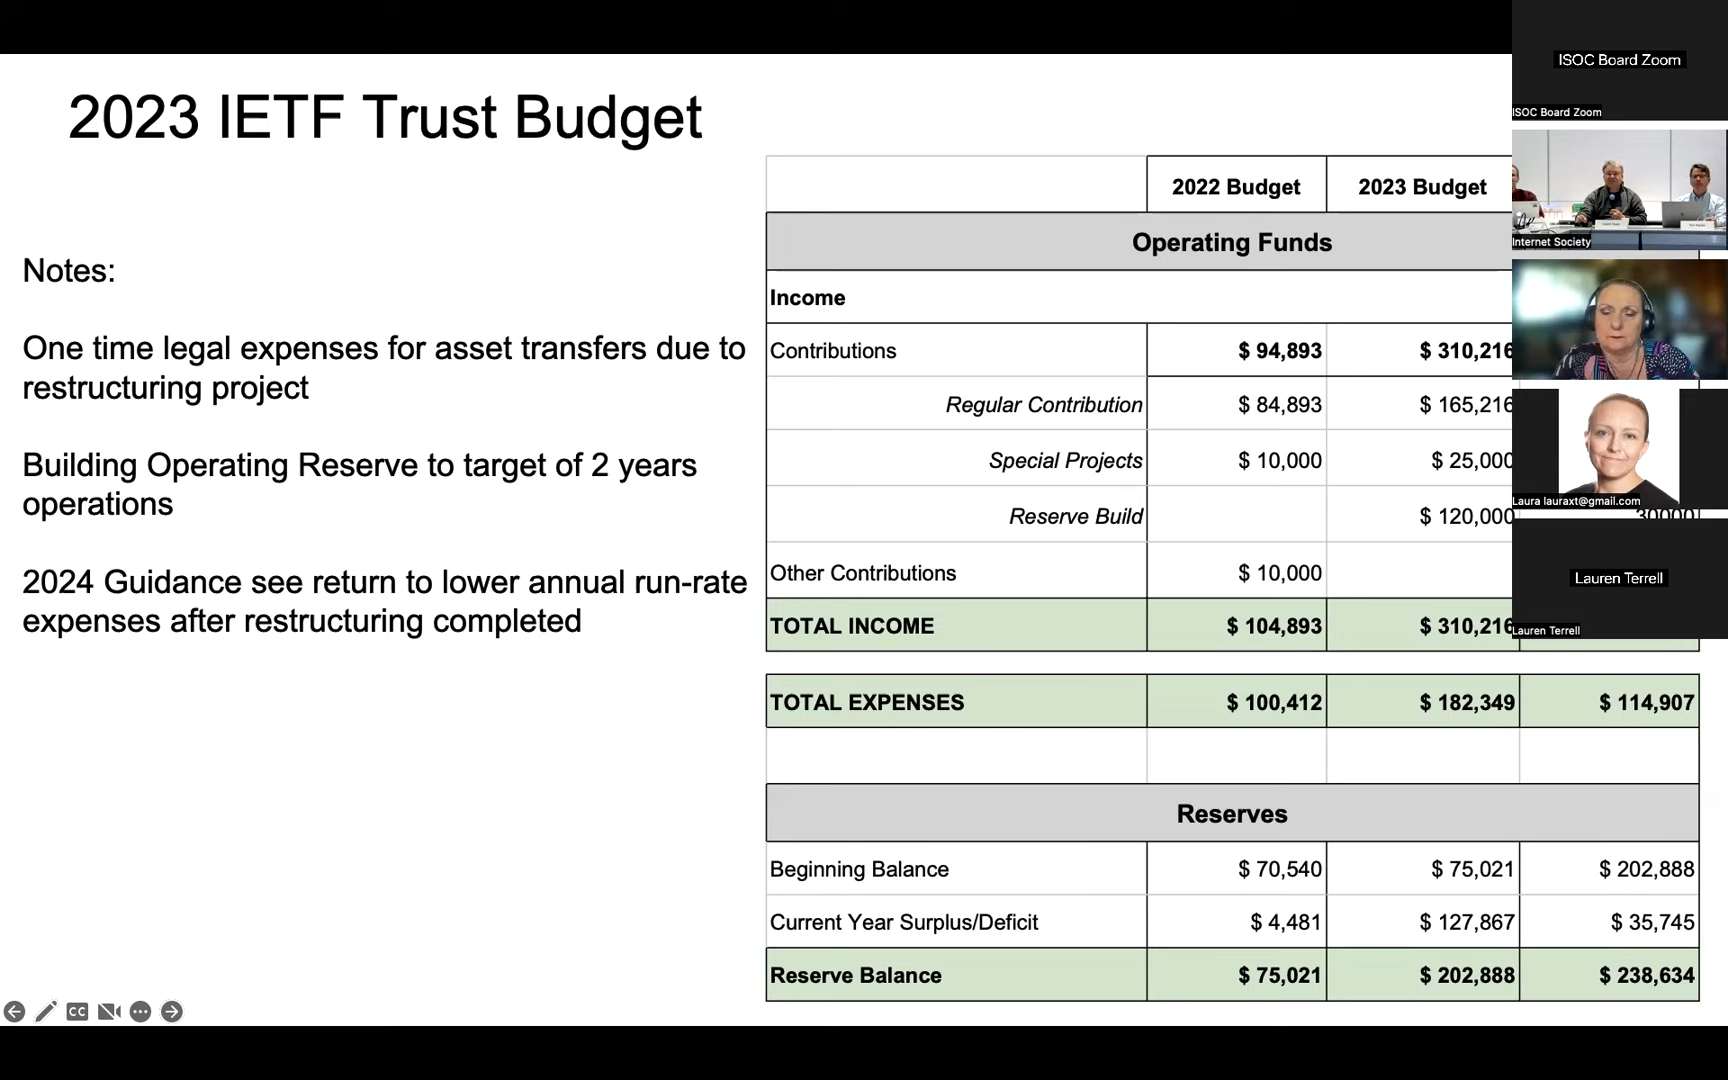 2023 IETF Trust Budget
Notes:
One time legal expenses for asset transfers due to
restructuring project
Building Operating Reserve to target of 2 years
operations
2024 Guidance see return to lower annual run-rate
expenses after restructuring completed
2022 Budget 2023 Budget
Operating Funds
Income
Contributions $ 94,893 $ 310,216
Regular Contribution $ 84,893 $ 165,216
Special Projects $ 10,000 $ 25,000
Reserve Build $ 120,000 30000
Other Contributions $ 10,000
TOTAL INCOME $ 104,893 $ 310,216
TOTAL EXPENSES $ 100,412 $ 182,349 $ 114,907
Reserves
Beginning Balance $ 70,540 $ 75,021 $ 202,888
Current Year Surplus/Deficit $ 4,481 $ 127,867 $ 35,745
Reserve Balance $ 75,021 $ 202,888 $ 238,634
CC
ISOC Board Zoom
ISOC Board Zoom
Internet Society
Laura lauraxt@gmail.com
Lauren Terrell
Lauren Terrell